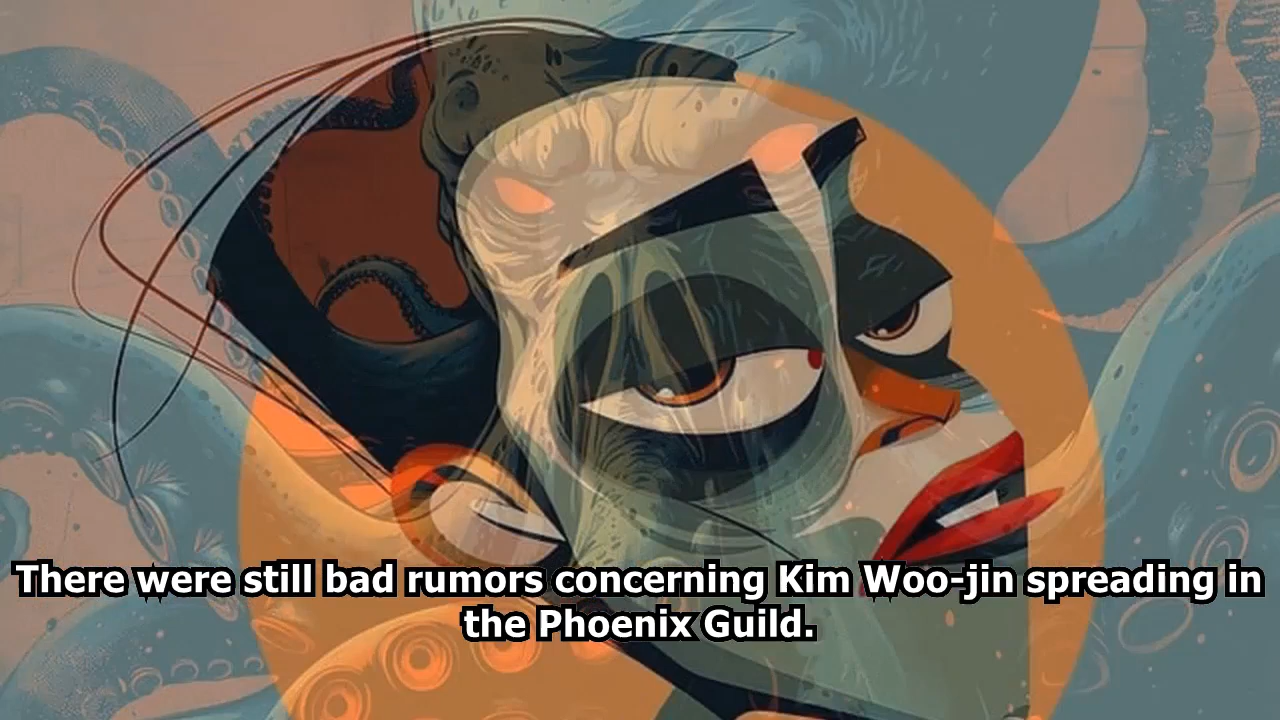 There were still bad rumors concerning Kim Woo-jin spreading in
the Phoenix Guild.